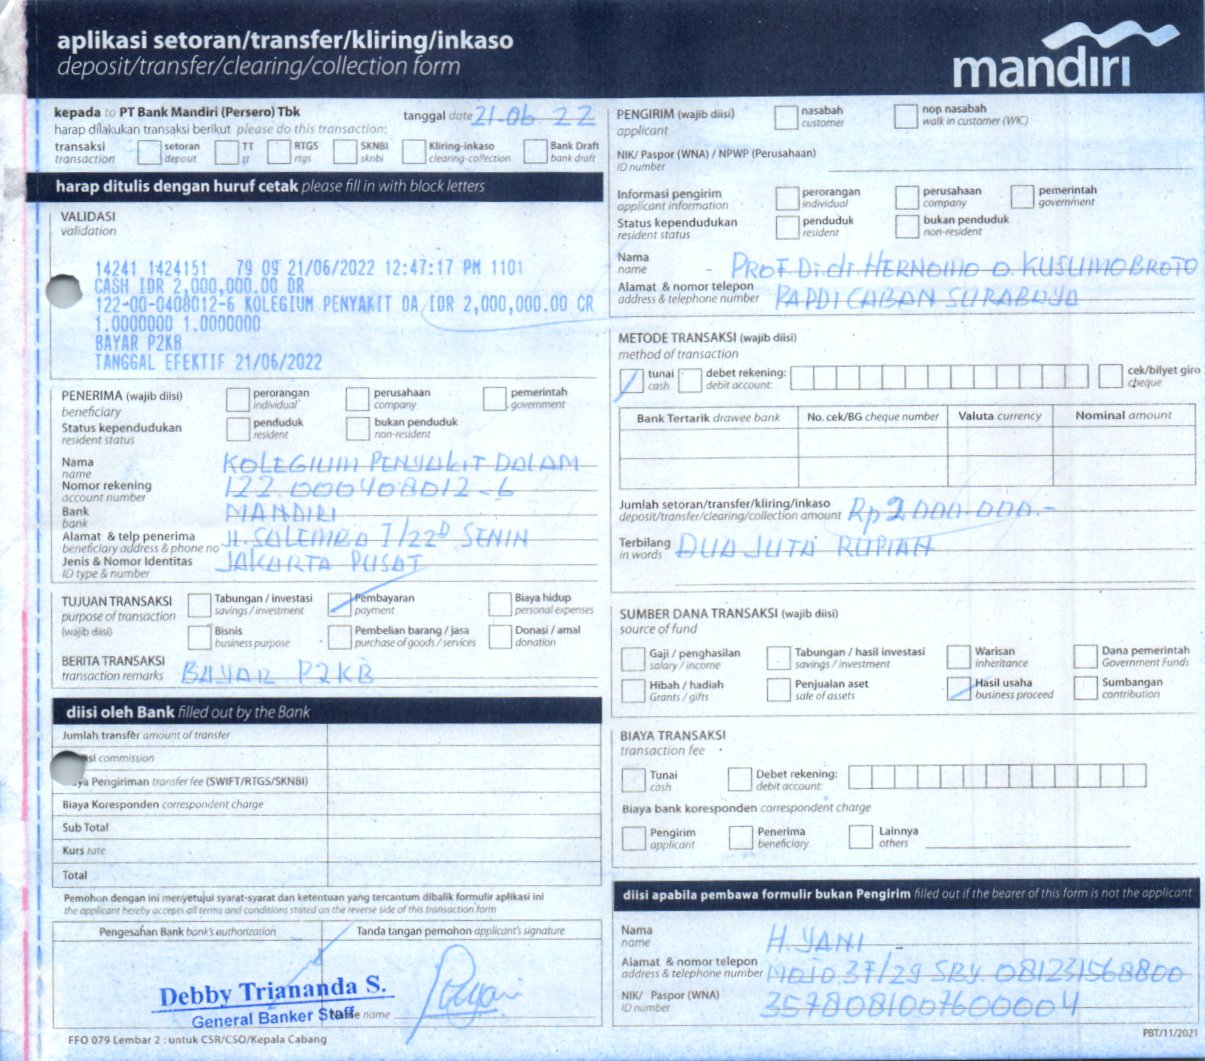 aplikasi setoran/transfer/kliring/inkaso
deposit/transfer/clearing/collection form
mandiri
kepada to PT Bank Mandiri (Persero) Tbk
tanggal date 21-06 22
harap dilakukan transaksi berikut please do this transaction:
transaksi transaction
setoran deposit
TT tt
RTGS rtgs
SKNBI sknbi
Kliring-inkaso clearing-collection
Bank Draft bank draft
harap ditulis dengan huruf cetak please fill in with block letters
VALIDASI
validation
14241 1424151 79 09 21/06/2022 12:47:17 PM 1101
CASH IDR 2,000,000.00 DR
122-00-0408012-6 KOLEGIUM PENYAKIT DA IDR 2,000,000.00 CR
1.0000000 1.0000000
BAYAR P2KB
TANGGAL EFEKTIF 21/06/2022
PENERIMA (wajib diisi)
beneficiary
perorangan individual
perusahaan company
pemerintah government
Status kependudukan
resident status
penduduk resident
bukan penduduk non-resident
Nama name KOLEGIUM PENYAKIT DALAM
Nomor rekening account number 122.000408012-6
Bank bank MANDIRI
Alamat & telp penerima beneficiary address & phone no JL.SALEMBA I/22D SENIN
Jenis & Nomor Identitas ID type & number JAKARTA PUSAT
TUJUAN TRANSAKSI
purpose of transaction
(wajib diisi)
Tabungan / investasi savings / investment
Pembayaran payment
Biaya hidup personal expenses
Bisnis business purpose
Pembelian barang / jasa purchase of goods / services
Donasi / amal donation
BERITA TRANSAKSI
transaction remarks BAYAR P2KB
diisi oleh Bank filled out by the Bank
Jumlah transfer amount of transfer
commission
Pengiriman transfer fee (SWIFT/RTGS/SKNBI)
Biaya Koresponden correspondent charge
Sub Total
Kurs rate
Total
Pemohon dengan ini menyetujui syarat-syarat dan ketentuan yang tercantum dibalik formulir aplikasi ini
the applicant hereby accepts all terms and conditions stated on the reverse side of this transaction form
Pengesahan Bank bank's authorization
Tanda tangan pemohon applicant's signature
Debby Triananda S.
General Banker Staff
name
FFO 079 Lembar 2 : untuk CSR/CSO/Kepala Cabang
PENGIRIM (wajib diisi)
applicant
nasabah customer
non nasabah walk in customer (WIC)
NIK/ Paspor (WNA) / NPWP (Perusahaan)
ID number
Informasi pengirim
applicant information
perorangan individual
perusahaan company
pemerintah government
Status kependudukan
resident status
penduduk resident
bukan penduduk non-resident
Nama name - PROF.Dr.dr.HERNOMO O.KUSUMOBROTO
Alamat & nomor telepon address & telephone number PAPDI CABAN SURABAYA
METODE TRANSAKSI (wajib diisi)
method of transaction
tunai cash
debet rekening: debit account:
cek/bilyet giro cheque
Bank Tertarik drawee bank
No. cek/BG cheque number
Valuta currency
Nominal amount
Jumlah setoran/transfer/kliring/inkaso
deposit/transfer/clearing/collection amount Rp 2.000.000.-
Terbilang in words DUA JUTA RUPIAH
SUMBER DANA TRANSAKSI (wajib diisi)
source of fund
Gaji / penghasilan salary / income
Tabungan / hasil investasi savings / investment
Warisan inheritance
Dana pemerintah Government Funds
Hibah / hadiah Grants / gifts
Penjualan aset sale of assets
Hasil usaha business proceed
Sumbangan contribution
BIAYA TRANSAKSI
transaction fee
Tunai cash
Debet rekening: debit account:
Biaya bank koresponden correspondent charge
Pengirim applicant
Penerima beneficiary
Lainnya others
diisi apabila pembawa formulir bukan Pengirim filled out if the bearer of this form is not the applicant
Nama name H.YANI -
Alamat & nomor telepon address & telephone number MOJO 3F/29 SBY 081231568800
NIK/ Paspor (WNA) ID number 3578081007600004
PBT/11/2021